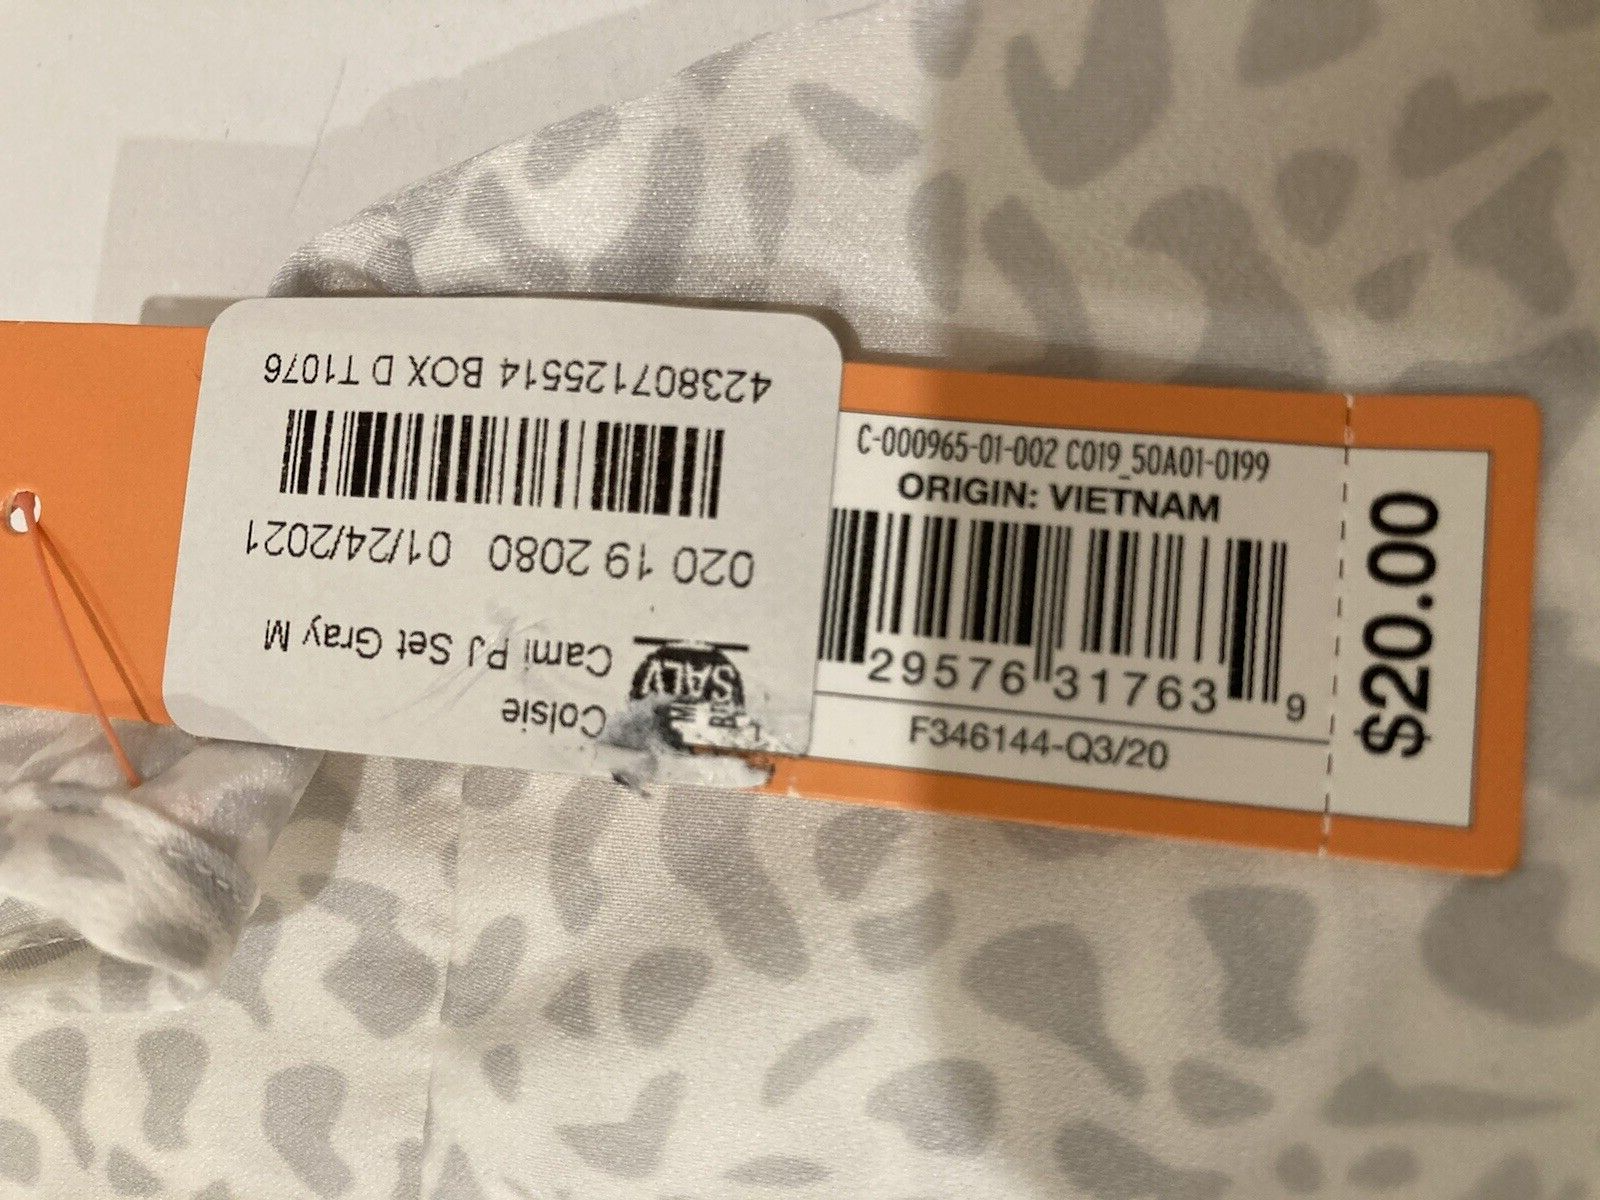 C-000965-01-002 C019_50A01-0199
ORIGIN: VIETNAM
29576 31763 9
F346144-Q3/20
$20.00
Colsie
Cami PJ Set Gray M
020 19 2080 01/24/2021
423807125514 BOX D T1076